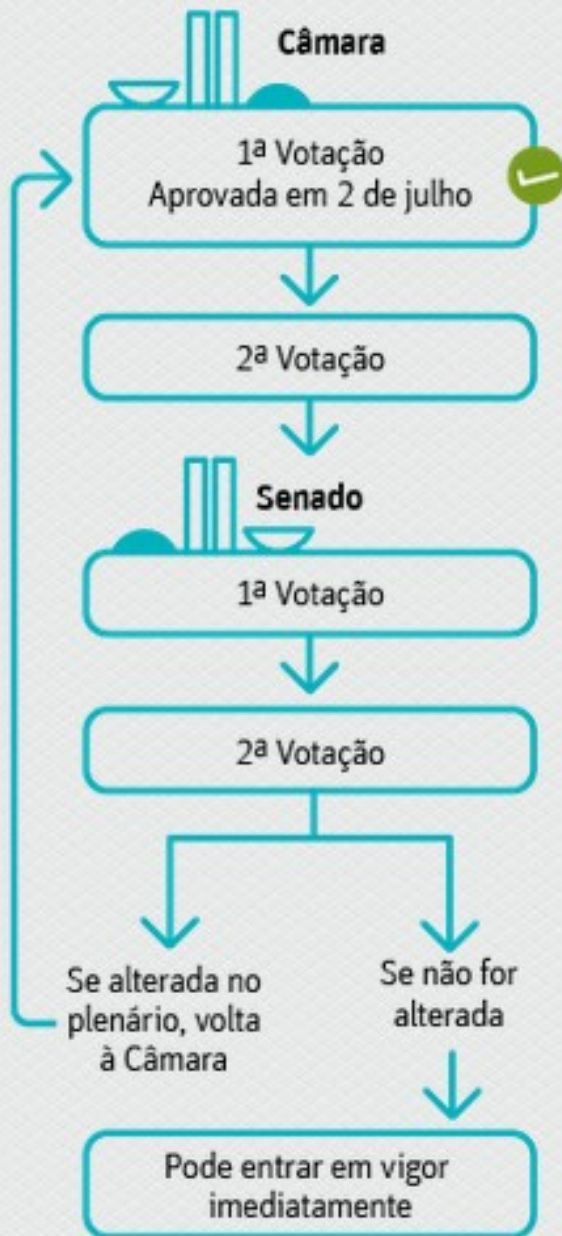 Câmara
1ª Votação
Aprovada em 2 de julho
2ª Votação
Senado
1ª Votação
2ª Votação
Se alterada no
plenário, volta
à Câmara
Se não for
alterada
Pode entrar em vigor
imediatamente